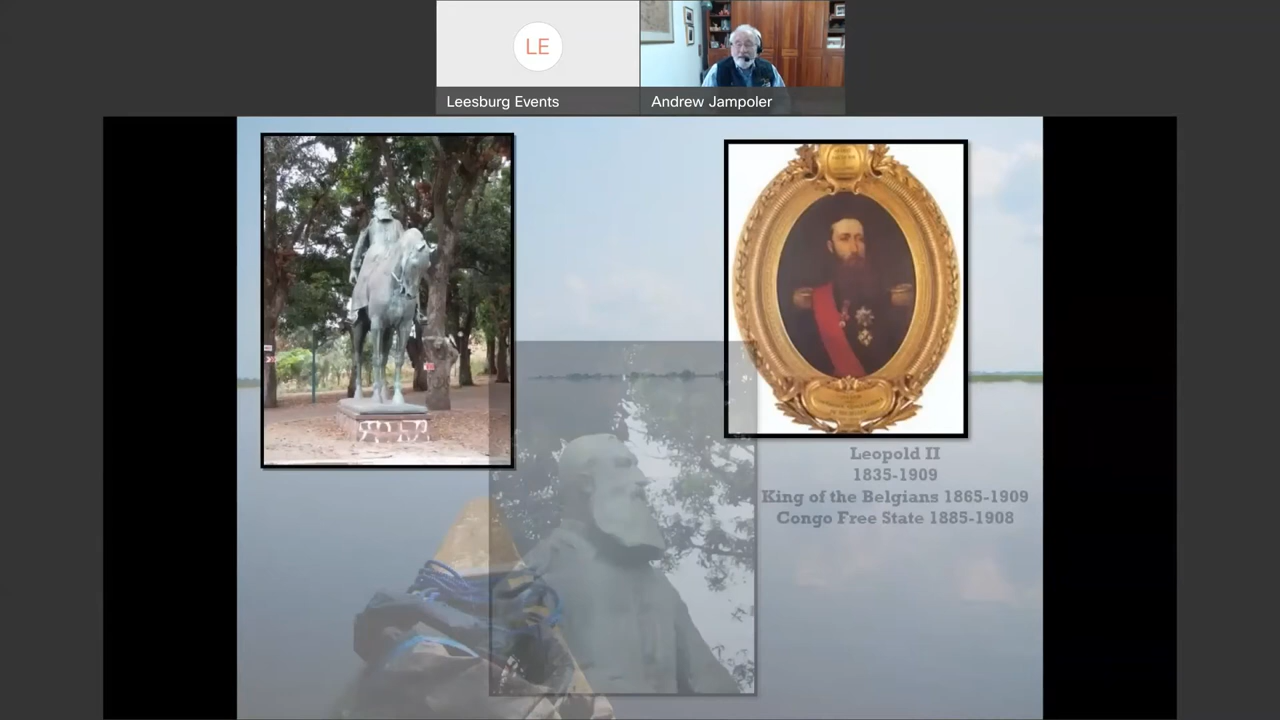 LE
Leesburg Events
Andrew Jampoler
Leopold II
1835-1909
King of the Belgians 1865-1909
Congo Free State 1885-1908